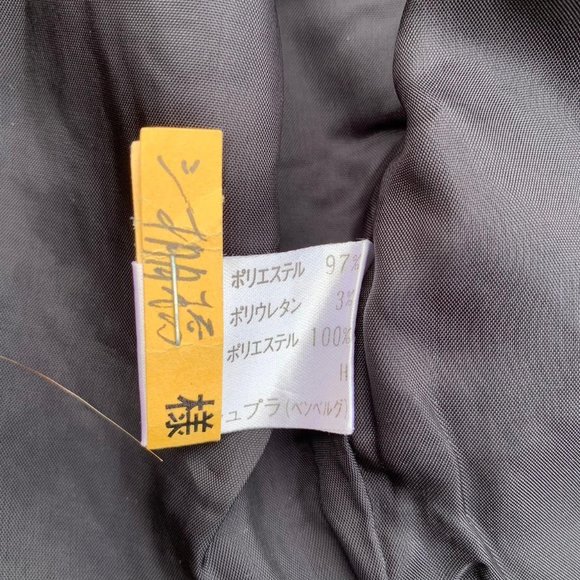 ポリエステル 97%
ポリウレタン 3%
ポリエステル 100%
H
ュプラ(ベンベルグ)
様